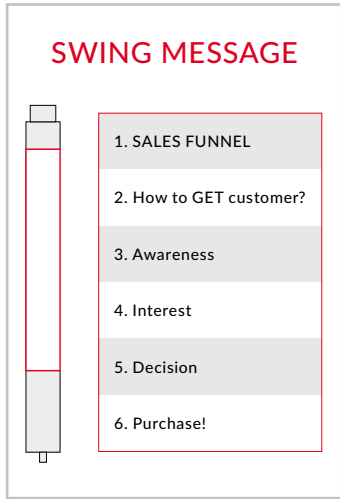 SWING MESSAGE
1. SALES FUNNEL
2. How to GET customer?
3. Awareness
4. Interest
5. Decision
6. Purchase!